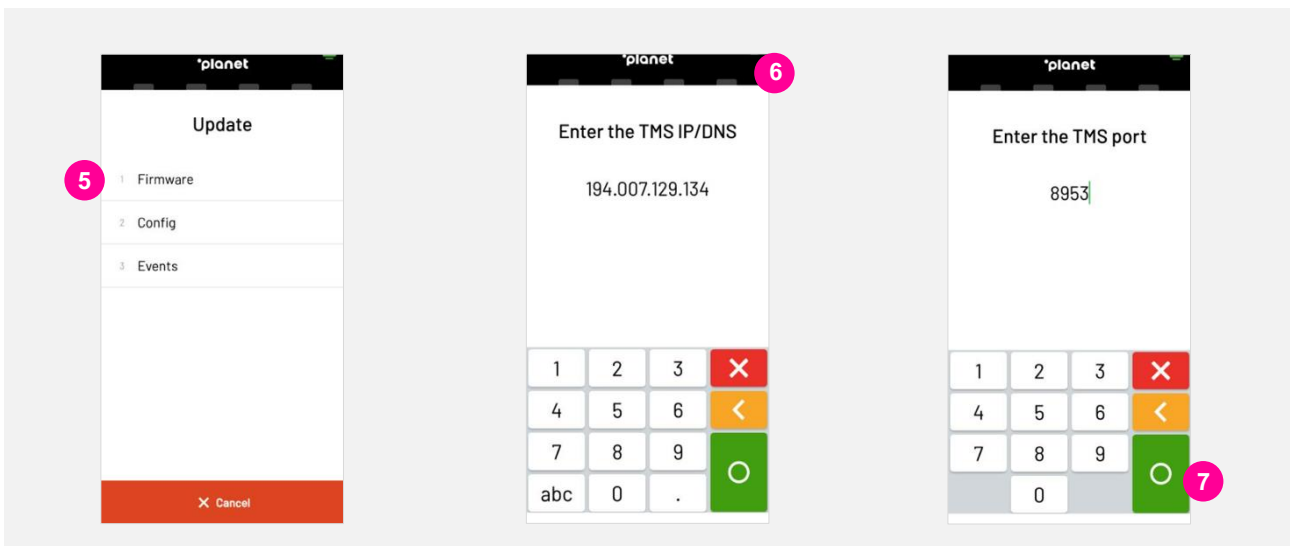 planet
Update
5
1 Firmware
2 Config
3 Events
X Cancel
planet
6
Enter the TMS IP/DNS
194.007.129.134
1 2 3
4 5 6
7 8 9
abc 0 .
planet
Enter the TMS port
8953
1 2 3
4 5 6
7 8 9
0
7